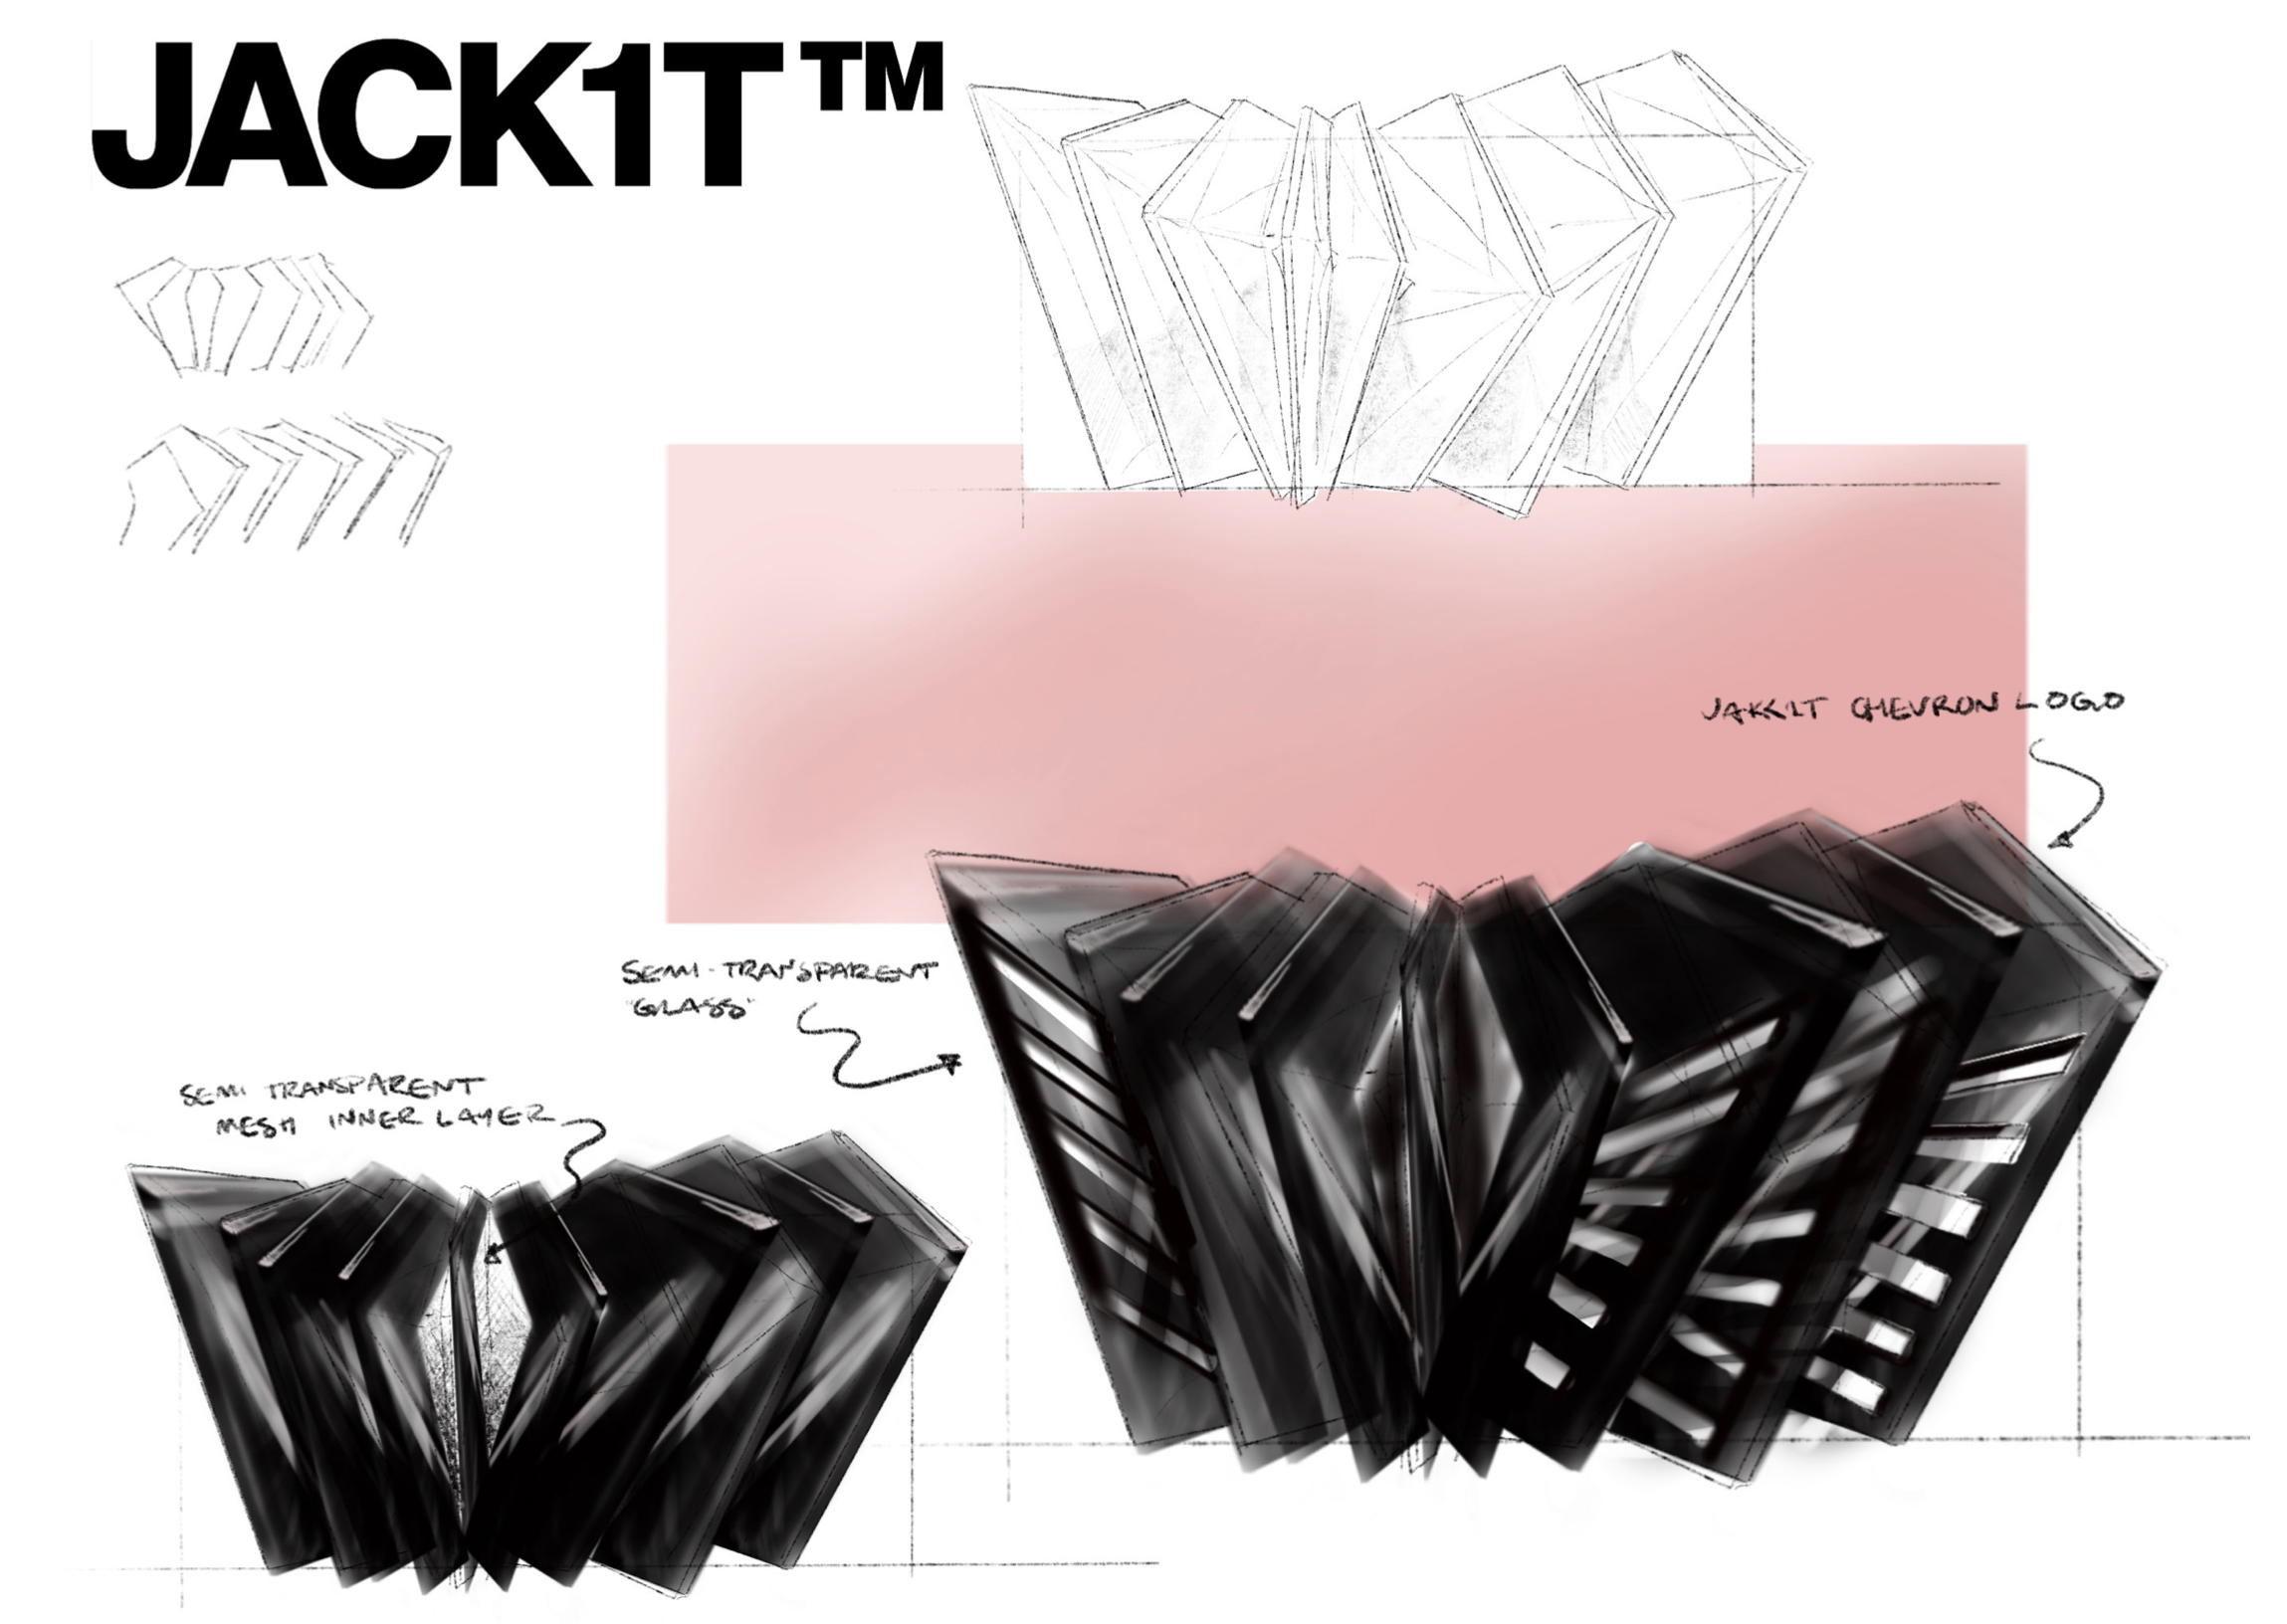 JACK1T™
JAKK1T CHEVRON LOGO
SEMI-TRANSPARENT
"GLASS"
SEMI TRANSPARENT
MESH INNER LAYER